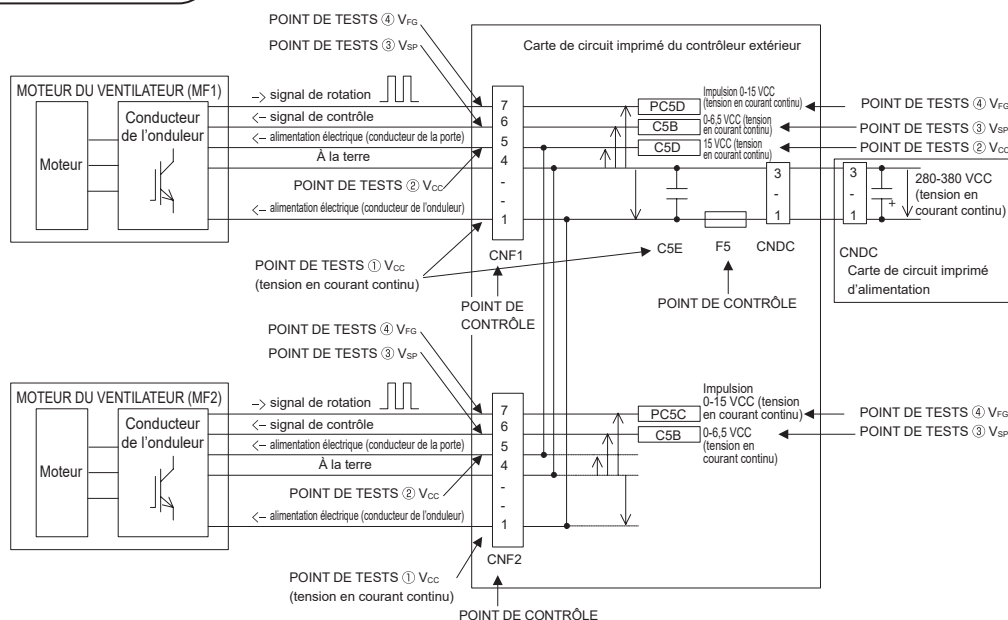 POINT DE TESTS ④ VFG
POINT DE TESTS ③ VSP
Carte de circuit imprimé du contrôleur extérieur
MOTEUR DU VENTILATEUR (MF1)
Moteur
Conducteur
de l'onduleur
–> signal de rotation
<– signal de contrôle
<– alimentation électrique (conducteur de la porte)
À la terre
POINT DE TESTS ② VCC
<– alimentation électrique (conducteur de l'onduleur)
POINT DE TESTS ① VCC
(tension en courant continu)
7
6
5
4
-
-
1
CNF1
POINT DE
CONTRÔLE
PC5D
Impulsion 0-15 VCC
(tension en courant continu)
C5B
0-6,5 VCC (tension
en courant continu)
C5D
15 VCC (tension
en courant continu)
POINT DE TESTS ④ VFG
POINT DE TESTS ③ VSP
POINT DE TESTS ② VCC
3
-
1
3
-
1
280-380 VCC
(tension en
courant continu)
+
C5E
F5
CNDC
POINT DE CONTRÔLE
CNDC
Carte de circuit imprimé
d'alimentation
POINT DE TESTS ④ VFG
POINT DE TESTS ③ VSP
MOTEUR DU VENTILATEUR (MF2)
Moteur
Conducteur
de l'onduleur
–> signal de rotation
<– signal de contrôle
<– alimentation électrique (conducteur de la porte)
À la terre
POINT DE TESTS ② VCC
<– alimentation électrique (conducteur de l'onduleur)
POINT DE TESTS ① VCC
(tension en courant continu)
7
6
5
4
-
-
1
CNF2
POINT DE CONTRÔLE
PC5C
Impulsion
0-15 VCC (tension
en courant continu)
C5B
0-6,5 VCC
(tension en
courant continu)
POINT DE TESTS ④ VFG
POINT DE TESTS ③ VSP